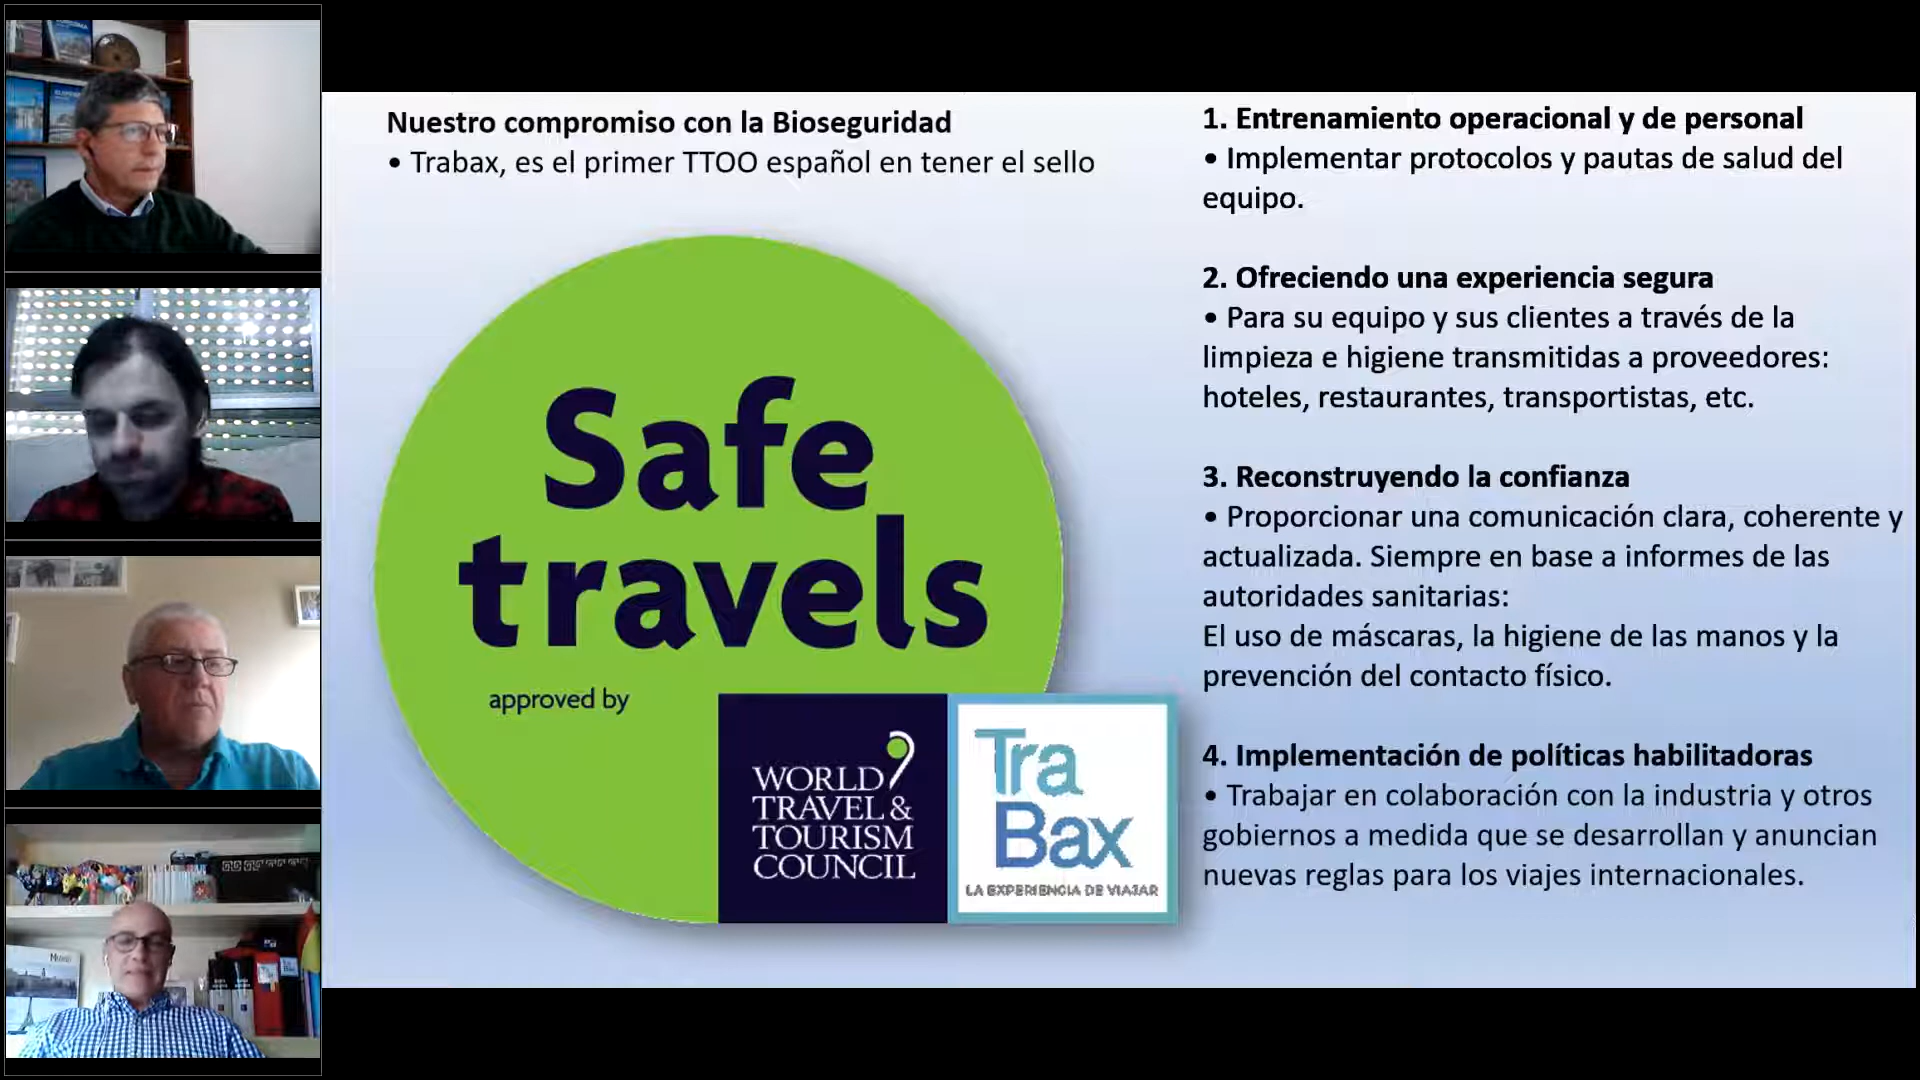 Nuestro compromiso con la Bioseguridad
• Trabax, es el primer TTOO español en tener el sello
Safe
travels
approved by
WORLD
TRAVEL &
TOURISM
COUNCIL
Tra
Bax
LA EXPERIENCIA DE VIAJAR
1. Entrenamiento operacional y de personal
• Implementar protocolos y pautas de salud del
equipo.
2. Ofreciendo una experiencia segura
• Para su equipo y sus clientes a través de la
limpieza e higiene transmitidas a proveedores:
hoteles, restaurantes, transportistas, etc.
3. Reconstruyendo la confianza
• Proporcionar una comunicación clara, coherente y
actualizada. Siempre en base a informes de las
autoridades sanitarias:
El uso de máscaras, la higiene de las manos y la
prevención del contacto físico.
4. Implementación de políticas habilitadoras
• Trabajar en colaboración con la industria y otros
gobiernos a medida que se desarrollan y anuncian
nuevas reglas para los viajes internacionales.